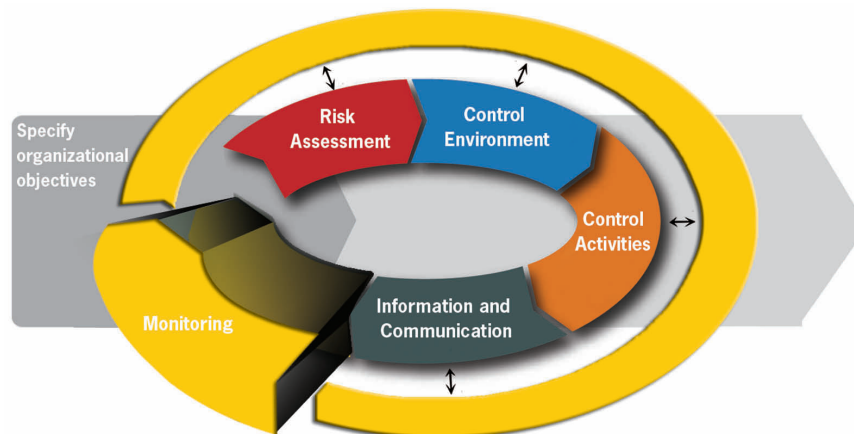 Specify
organizational
objectives
Risk
Assessment
Control
Environment
Control
Activities
Information and
Communication
Monitoring